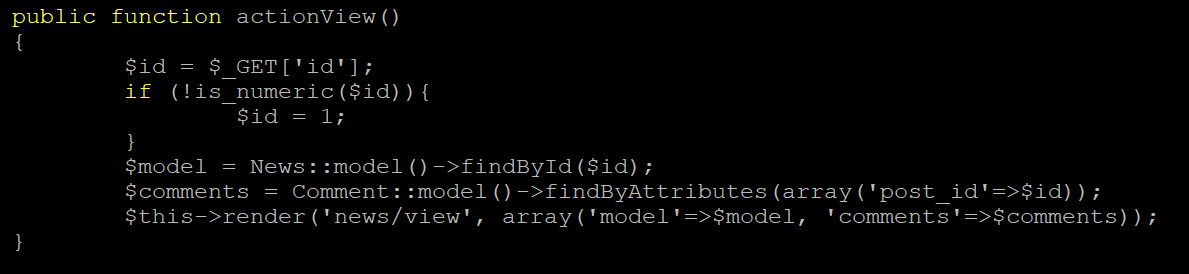 public function actionView()
{
$id = $_GET['id'];
if (!is_numeric($id)){
$id = 1;
}
$model = News::model()->findById($id);
$comments = Comment::model()->findByAttributes(array('post_id'=>$id));
$this->render('news/view', array('model'=>$model, 'comments'=>$comments));
}